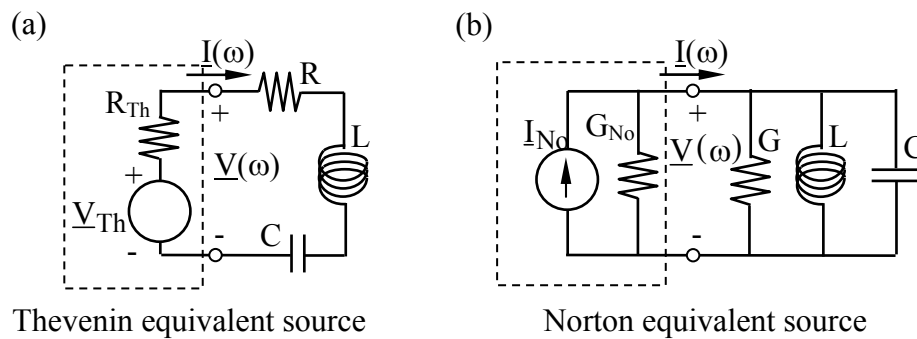 (a)
I(ω)
R
R_Th
+
+
V_Th
-
-
V(ω)
L
C
Thevenin equivalent source
(b)
I(ω)
I_No
G_No
+
V(ω)
-
G
L
C
Norton equivalent source